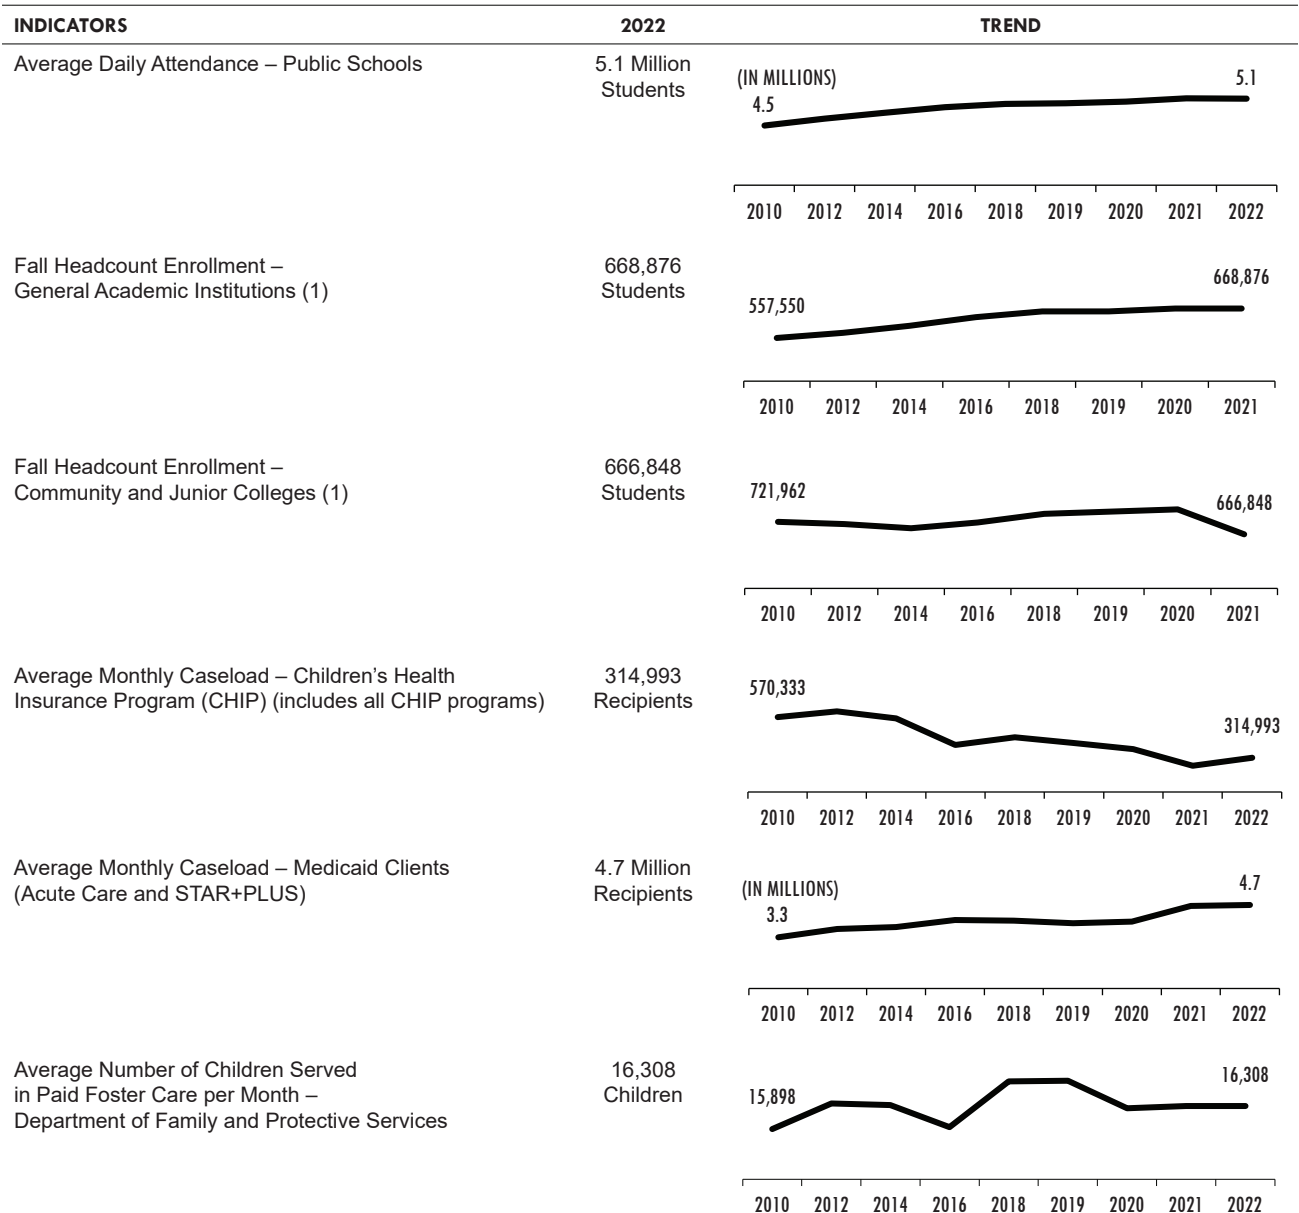 INDICATORS 2022 TREND
Average Daily Attendance – Public Schools
5.1 Million
Students
(IN MILLIONS)
4.5
5.1
2010 2012 2014 2016 2018 2019 2020 2021 2022
Fall Headcount Enrollment –
General Academic Institutions (1)
668,876
Students
557,550
668,876
2010 2012 2014 2016 2018 2019 2020 2021
Fall Headcount Enrollment –
Community and Junior Colleges (1)
666,848
Students
721,962
666,848
2010 2012 2014 2016 2018 2019 2020 2021
Average Monthly Caseload – Children’s Health
Insurance Program (CHIP) (includes all CHIP programs)
314,993
Recipients
570,333
314,993
2010 2012 2014 2016 2018 2019 2020 2021 2022
Average Monthly Caseload – Medicaid Clients
(Acute Care and STAR+PLUS)
4.7 Million
Recipients
(IN MILLIONS)
3.3
4.7
2010 2012 2014 2016 2018 2019 2020 2021 2022
Average Number of Children Served
in Paid Foster Care per Month –
Department of Family and Protective Services
16,308
Children
15,898
16,308
2010 2012 2014 2016 2018 2019 2020 2021 2022